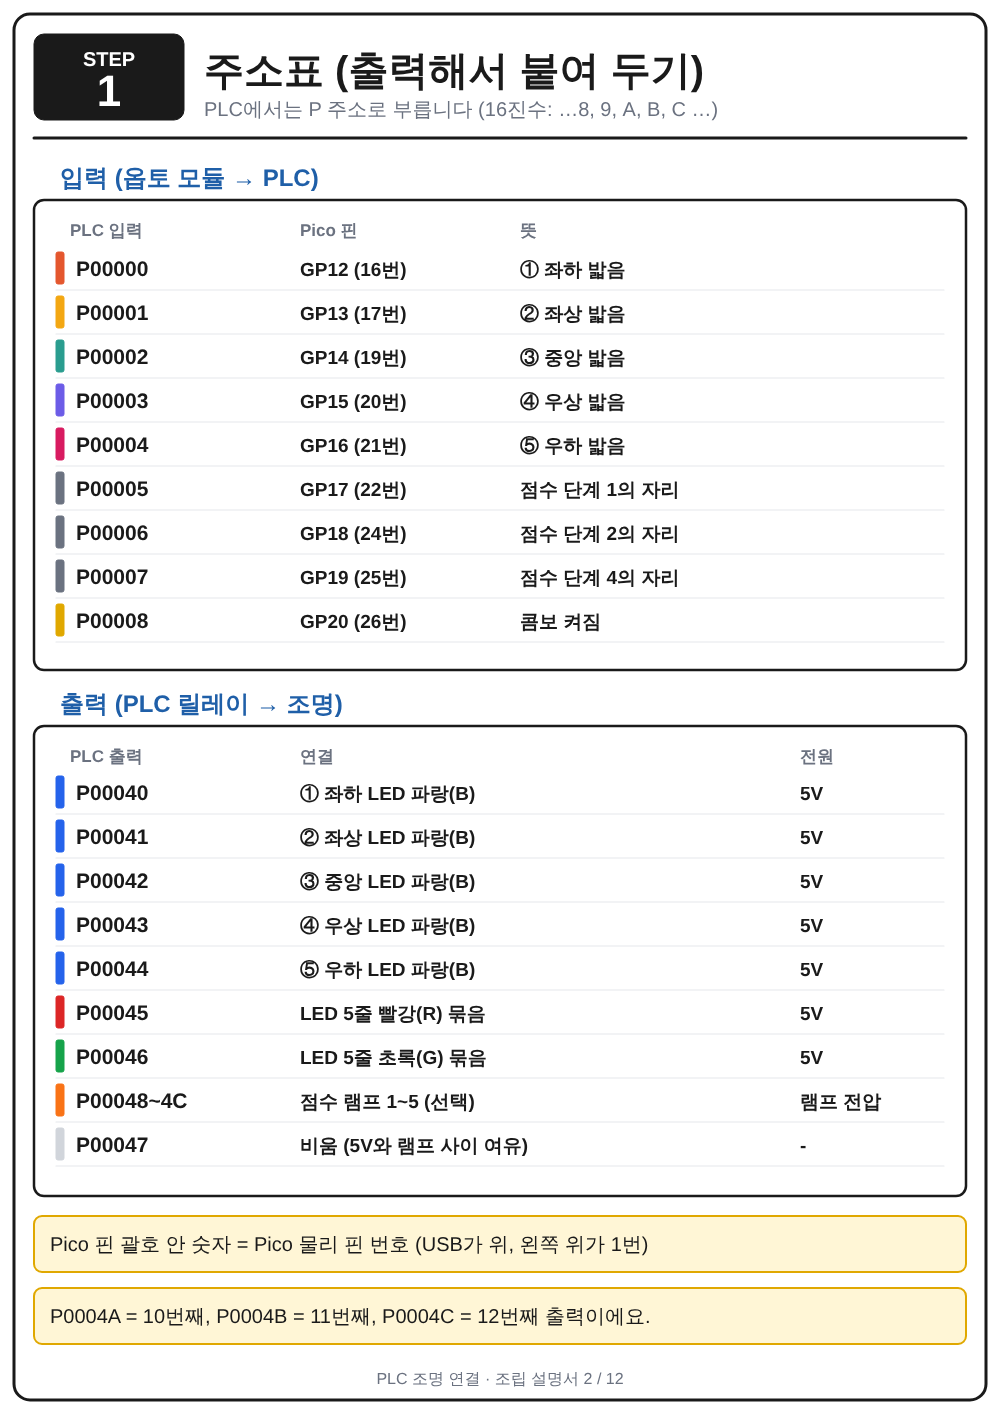 STEP
1
주소표 (출력해서 붙여 두기)
PLC에서는 P 주소로 부릅니다 (16진수: …8, 9, A, B, C …)
입력 (옵토 모듈 → PLC)
PLC 입력 Pico 핀 뜻
P00000 GP12 (16번) ① 좌하 밟음
P00001 GP13 (17번) ② 좌상 밟음
P00002 GP14 (19번) ③ 중앙 밟음
P00003 GP15 (20번) ④ 우상 밟음
P00004 GP16 (21번) ⑤ 우하 밟음
P00005 GP17 (22번) 점수 단계 1의 자리
P00006 GP18 (24번) 점수 단계 2의 자리
P00007 GP19 (25번) 점수 단계 4의 자리
P00008 GP20 (26번) 콤보 켜짐
출력 (PLC 릴레이 → 조명)
PLC 출력 연결 전원
P00040 ① 좌하 LED 파랑(B) 5V
P00041 ② 좌상 LED 파랑(B) 5V
P00042 ③ 중앙 LED 파랑(B) 5V
P00043 ④ 우상 LED 파랑(B) 5V
P00044 ⑤ 우하 LED 파랑(B) 5V
P00045 LED 5줄 빨강(R) 묶음 5V
P00046 LED 5줄 초록(G) 묶음 5V
P00048~4C 점수 램프 1~5 (선택) 램프 전압
P00047 비움 (5V와 램프 사이 여유) -
Pico 핀 괄호 안 숫자 = Pico 물리 핀 번호 (USB가 위, 왼쪽 위가 1번)
P0004A = 10번째, P0004B = 11번째, P0004C = 12번째 출력이에요.
PLC 조명 연결 · 조립 설명서 2 / 12